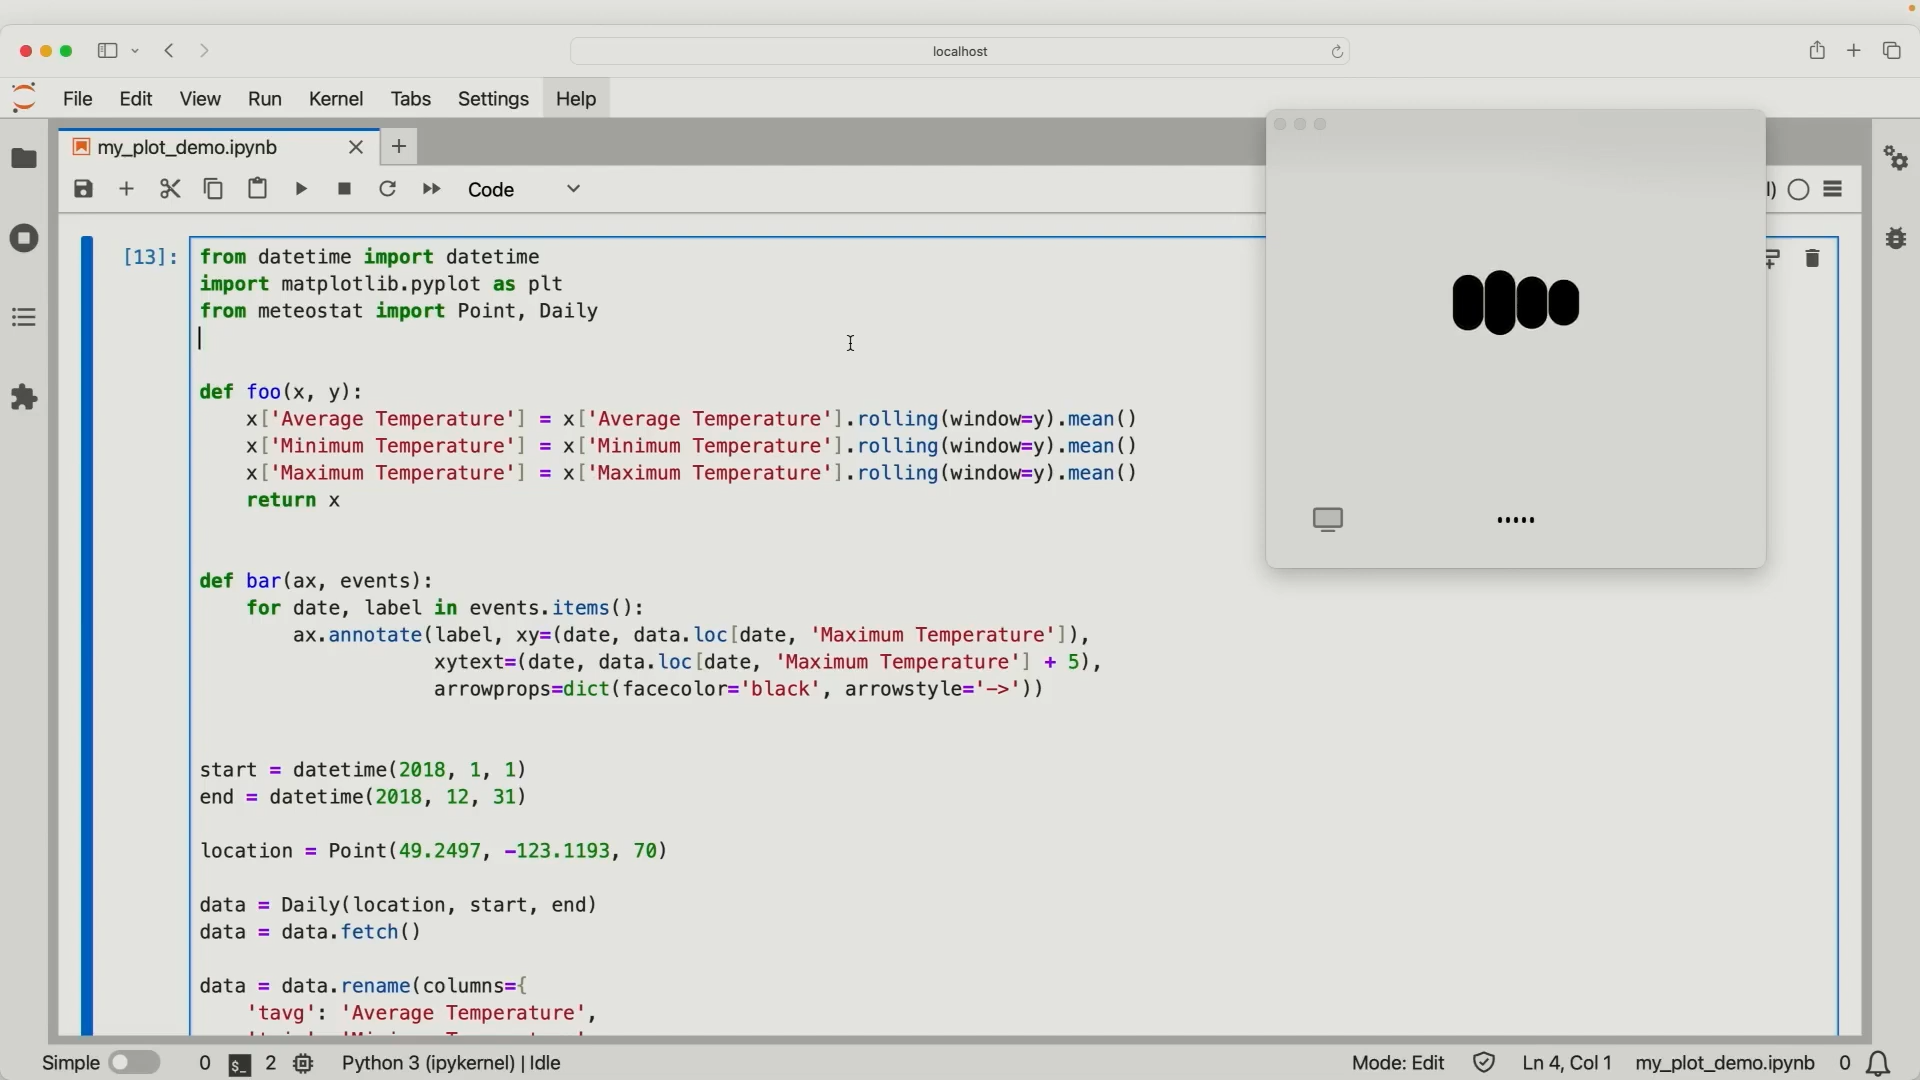 localhost
File Edit View Run Kernel Tabs Settings Help
my_plot_demo.ipynb
Code
[13]:
from datetime import datetime
import matplotlib.pyplot as plt
from meteostat import Point, Daily
def foo(x, y):
    x['Average Temperature'] = x['Average Temperature'].rolling(window=y).mean()
    x['Minimum Temperature'] = x['Minimum Temperature'].rolling(window=y).mean()
    x['Maximum Temperature'] = x['Maximum Temperature'].rolling(window=y).mean()
    return x
def bar(ax, events):
    for date, label in events.items():
        ax.annotate(label, xy=(date, data.loc[date, 'Maximum Temperature']),
                    xytext=(date, data.loc[date, 'Maximum Temperature'] + 5),
                    arrowprops=dict(facecolor='black', arrowstyle='->'))
start = datetime(2018, 1, 1)
end = datetime(2018, 12, 31)
location = Point(49.2497, -123.1193, 70)
data = Daily(location, start, end)
data = data.fetch()
data = data.rename(columns={
    'tavg': 'Average Temperature',
Simple 0 $_ 2 Python 3 (ipykernel) | Idle Mode: Edit Ln 4, Col 1 my_plot_demo.ipynb 0